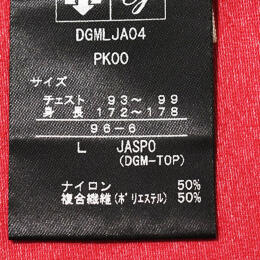 DGMLJA04
PK00
サイズ
チェスト 93～ 99
身 長 172～178
96-6
L JASPO
(DGM-TOP)
ナイロン 50%
複合繊維(ポリエステル) 50%